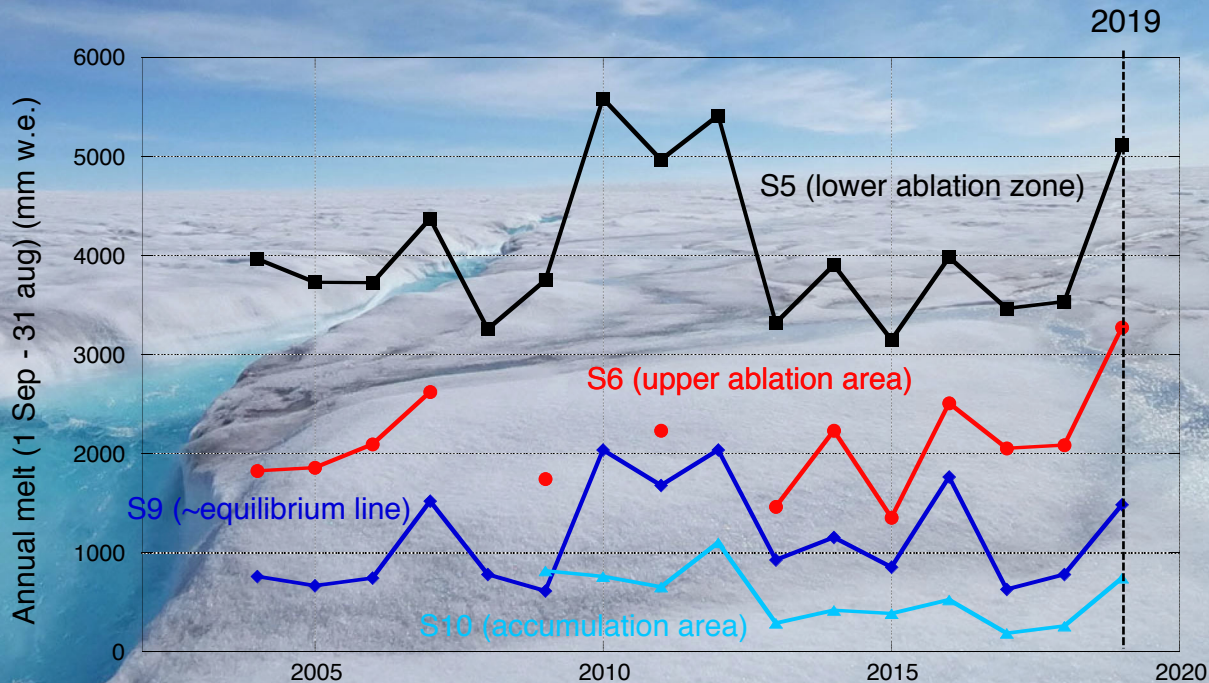 2019
Annual melt (1 Sep - 31 aug) (mm w.e.)
6000
5000
4000
3000
2000
1000
0
S5 (lower ablation zone)
S6 (upper ablation area)
S9 (~equilibrium line)
S10 (accumulation area)
2005
2010
2015
2020